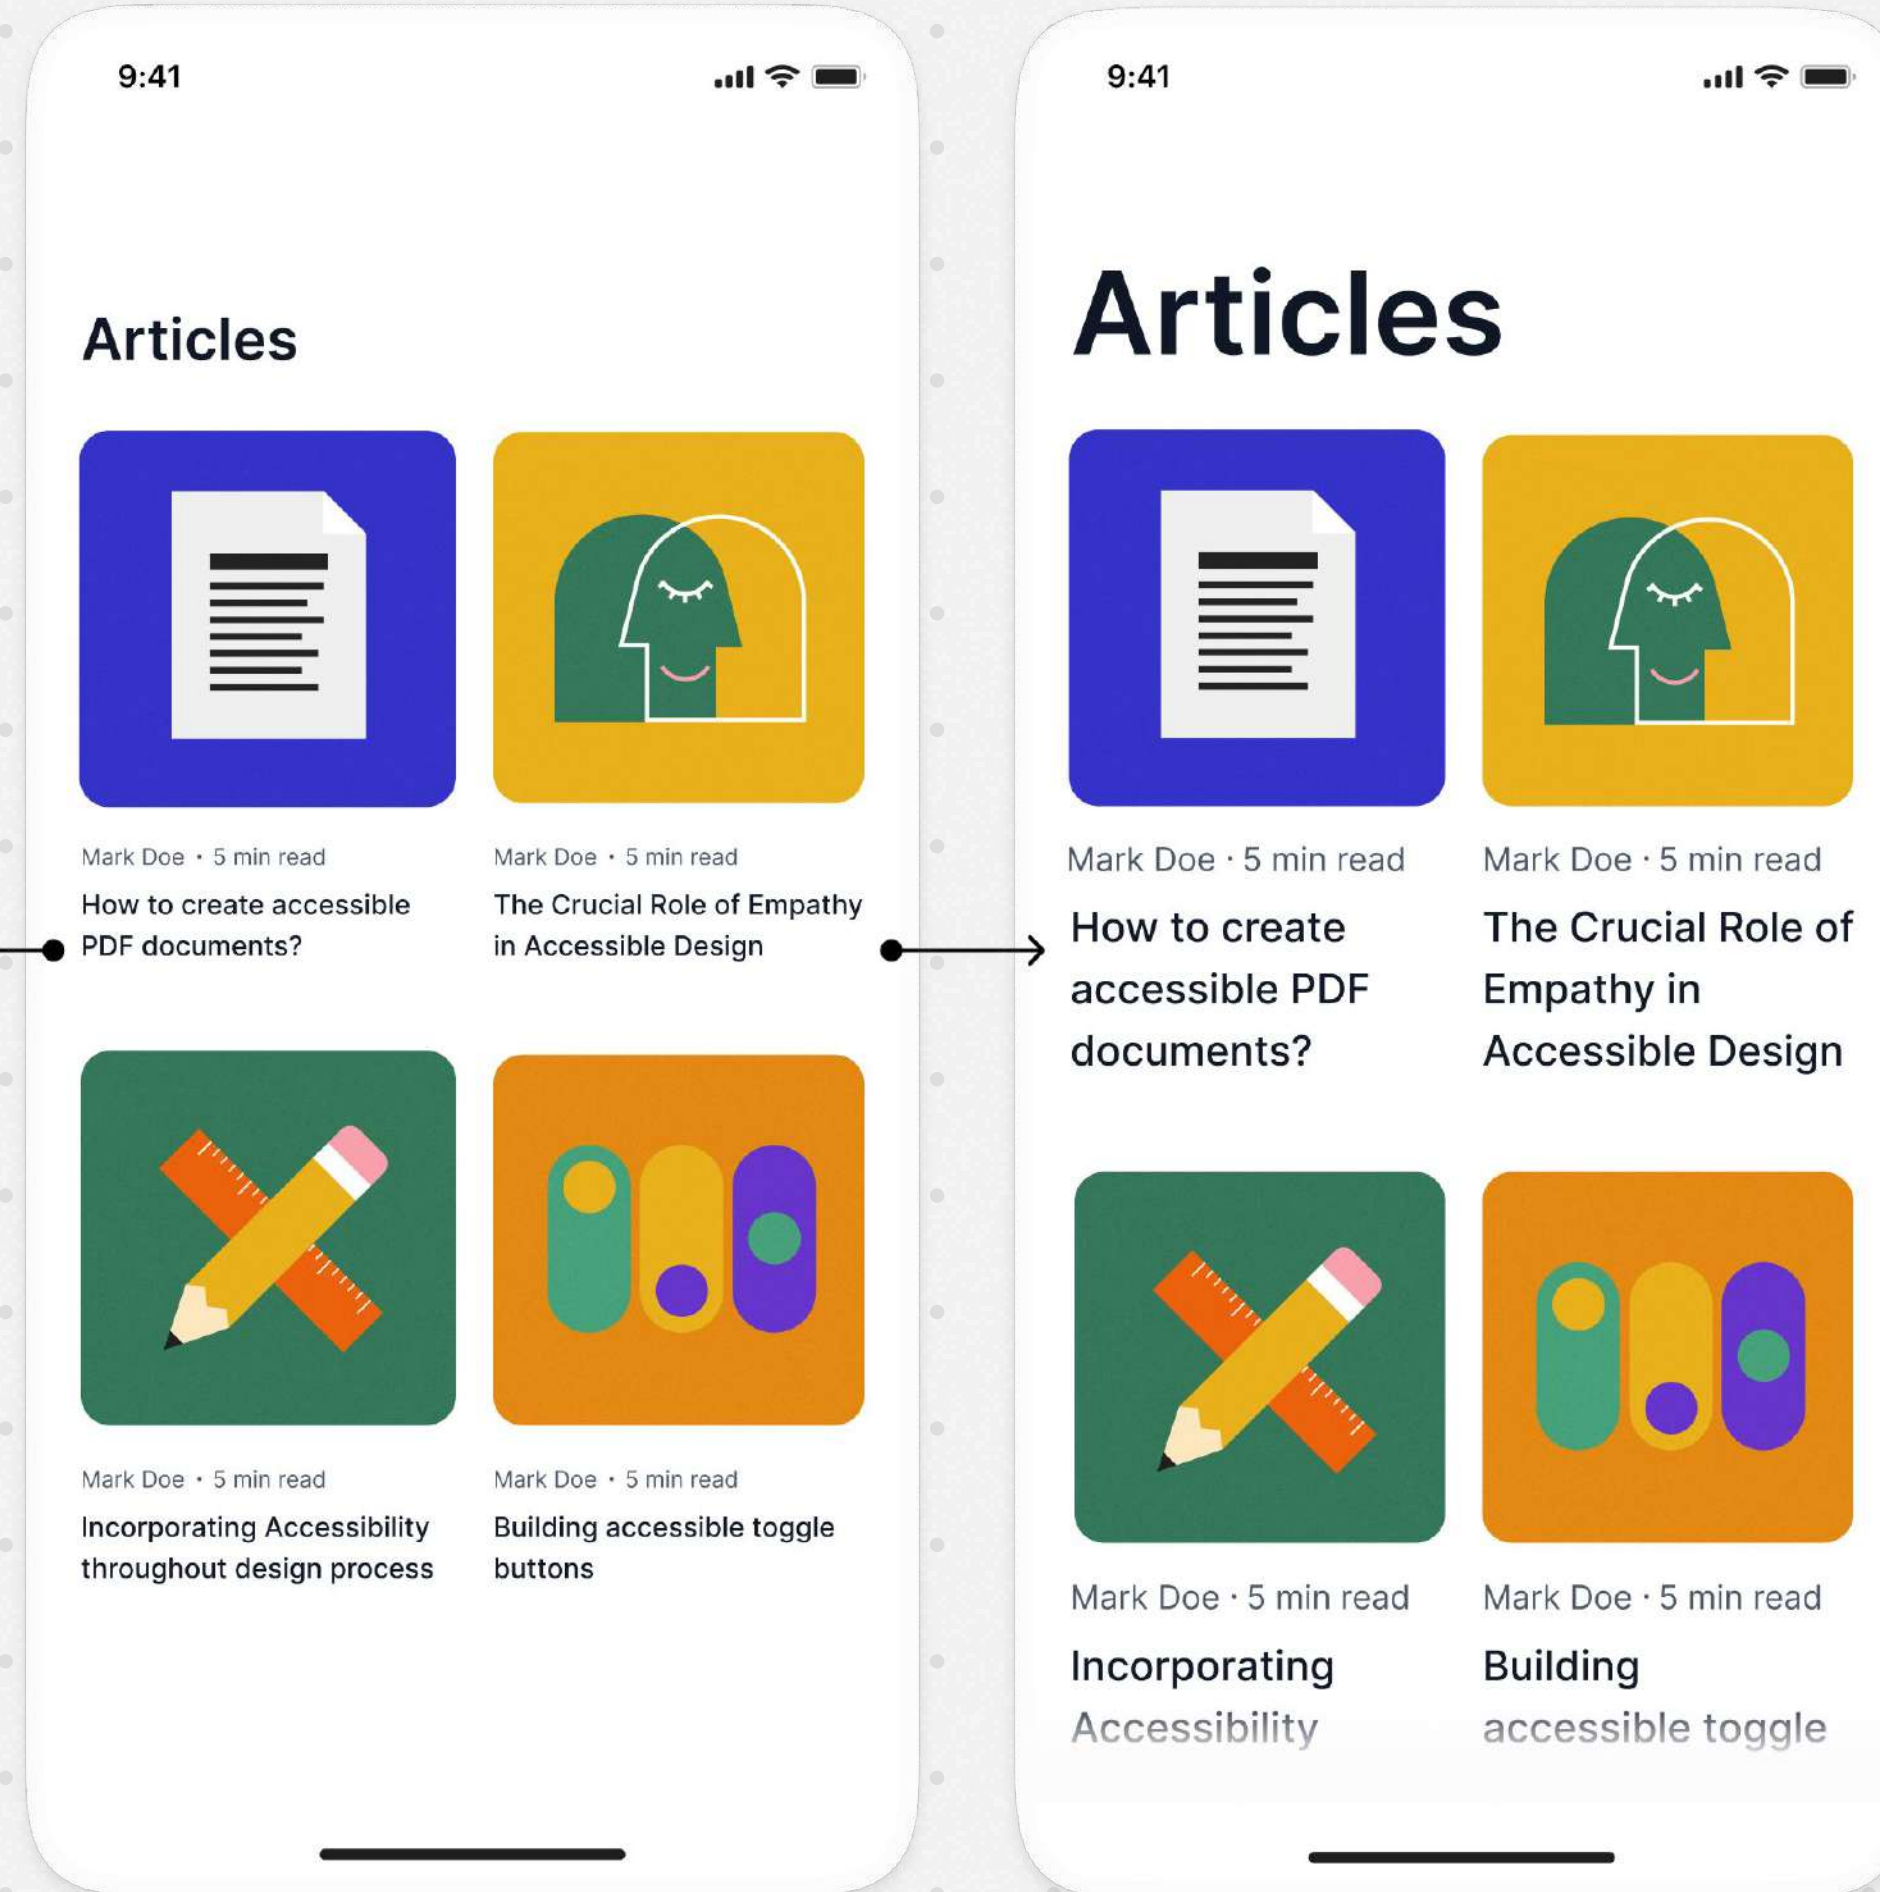 9:41
Articles
Mark Doe • 5 min read
How to create accessible
PDF documents?
Mark Doe • 5 min read
The Crucial Role of Empathy
in Accessible Design
Mark Doe • 5 min read
Incorporating Accessibility
throughout design process
Mark Doe • 5 min read
Building accessible toggle
buttons
9:41
Articles
Mark Doe · 5 min read
How to create
accessible PDF
documents?
Mark Doe · 5 min read
The Crucial Role of
Empathy in
Accessible Design
Mark Doe · 5 min read
Incorporating
Accessibility
Mark Doe · 5 min read
Building
accessible toggle